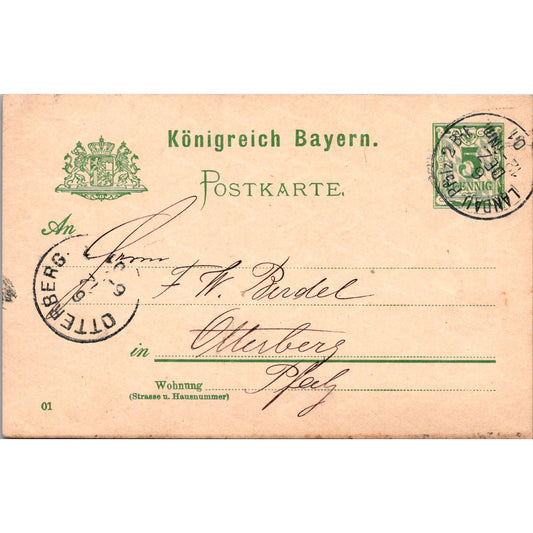 Königreich Bayern.
POSTKARTE.
5
PFENNIG
LANDAU
An Herrn
F. W. Berdel
OTTERBERG.
in Otterberg
Pfalz
Wohnung
(Strasse u. Hausnummer)
01